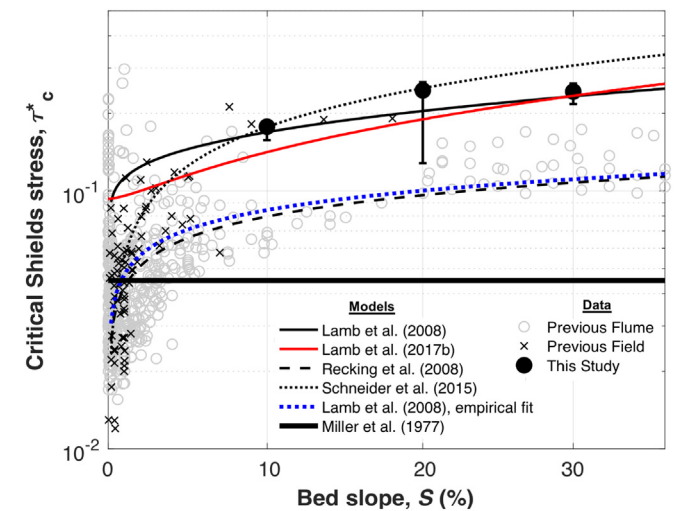 Critical Shields stress, τ*c
10-1
10-2
Models
Lamb et al. (2008)
Lamb et al. (2017b)
Recking et al. (2008)
Schneider et al. (2015)
Lamb et al. (2008), empirical fit
Miller et al. (1977)
Data
Previous Flume
Previous Field
This Study
0
10
20
30
Bed slope, S (%)